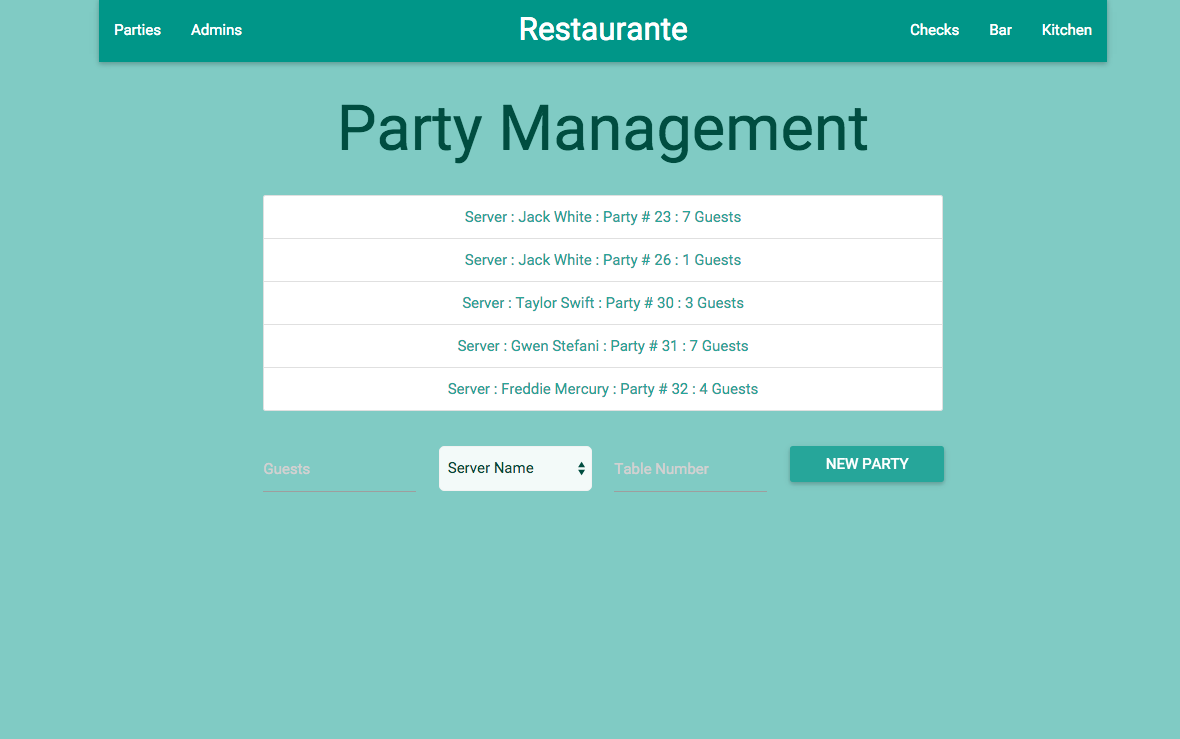 Parties Admins Restaurante Checks Bar Kitchen
Party Management
Server : Jack White : Party # 23 : 7 Guests
Server : Jack White : Party # 26 : 1 Guests
Server : Taylor Swift : Party # 30 : 3 Guests
Server : Gwen Stefani : Party # 31 : 7 Guests
Server : Freddie Mercury : Party # 32 : 4 Guests
Guests Server Name Table Number NEW PARTY